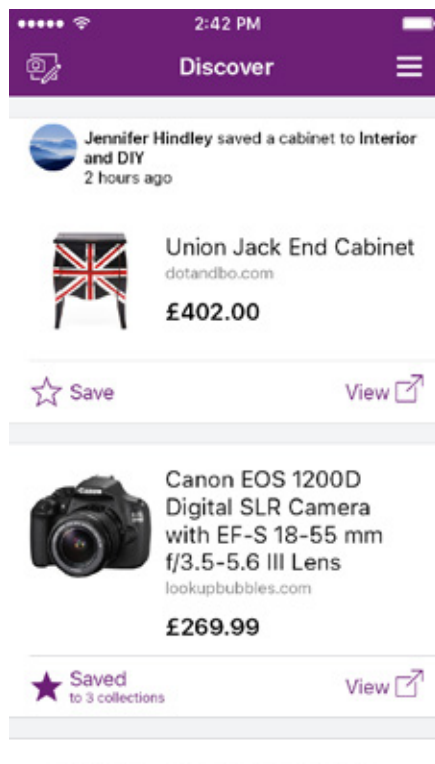 2:42 PM
Discover
Jennifer Hindley saved a cabinet to Interior
and DIY
2 hours ago
Union Jack End Cabinet
dotandbo.com
£402.00
Save
View
Canon EOS 1200D
Digital SLR Camera
with EF-S 18-55 mm
f/3.5-5.6 III Lens
lookupbubbles.com
£269.99
Canon
Saved
to 3 collections
View